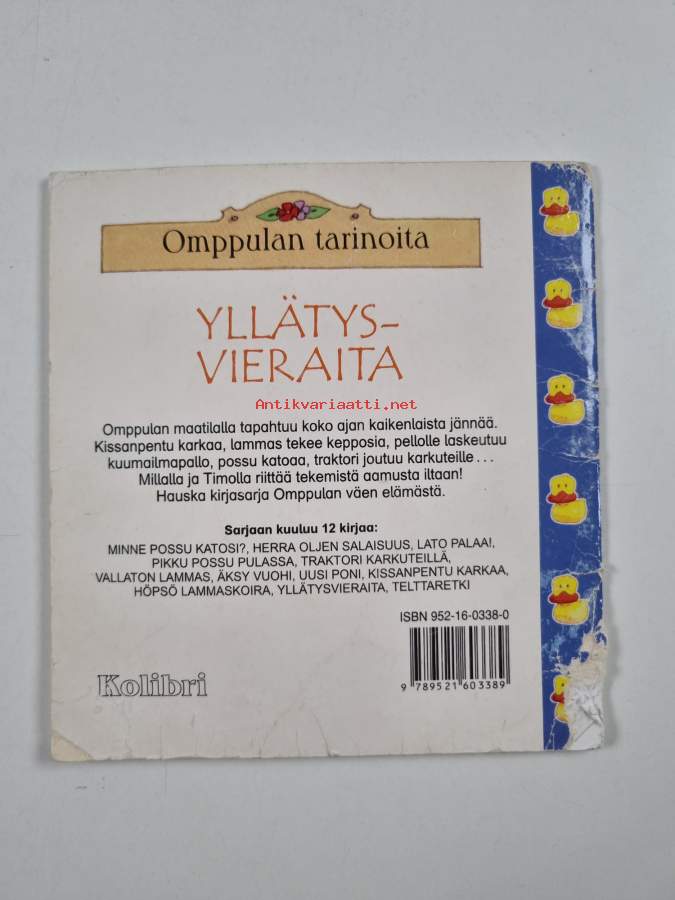 Omppulan tarinoita
YLLÄTYS-
VIERAITA
Antikvariaatti.net
Omppulan maatilalla tapahtuu koko ajan kaikenlaista jännää.
Kissanpentu karkaa, lammas tekee kepposia, pellolle laskeutuu
kuumailmapallo, possu katoaa, traktori joutuu karkuteille...
Millalla ja Timolla riittää tekemistä aamusta iltaan!
Hauska kirjasarja Omppulan väen elämästä.
Sarjaan kuuluu 12 kirjaa:
MINNE POSSU KATOSI?, HERRA OLJEN SALAISUUS, LATO PALAA!,
PIKKU POSSU PULASSA, TRAKTORI KARKUTEILLÄ,
VALLATON LAMMAS, ÄKSY VUOHI, UUSI PONI, KISSANPENTU KARKAA,
HÖPSÖ LAMMASKOIRA, YLLÄTYSVIERAITA, TELTTARETKI
ISBN 952-16-0338-0
Kolibri
9 789521 603389